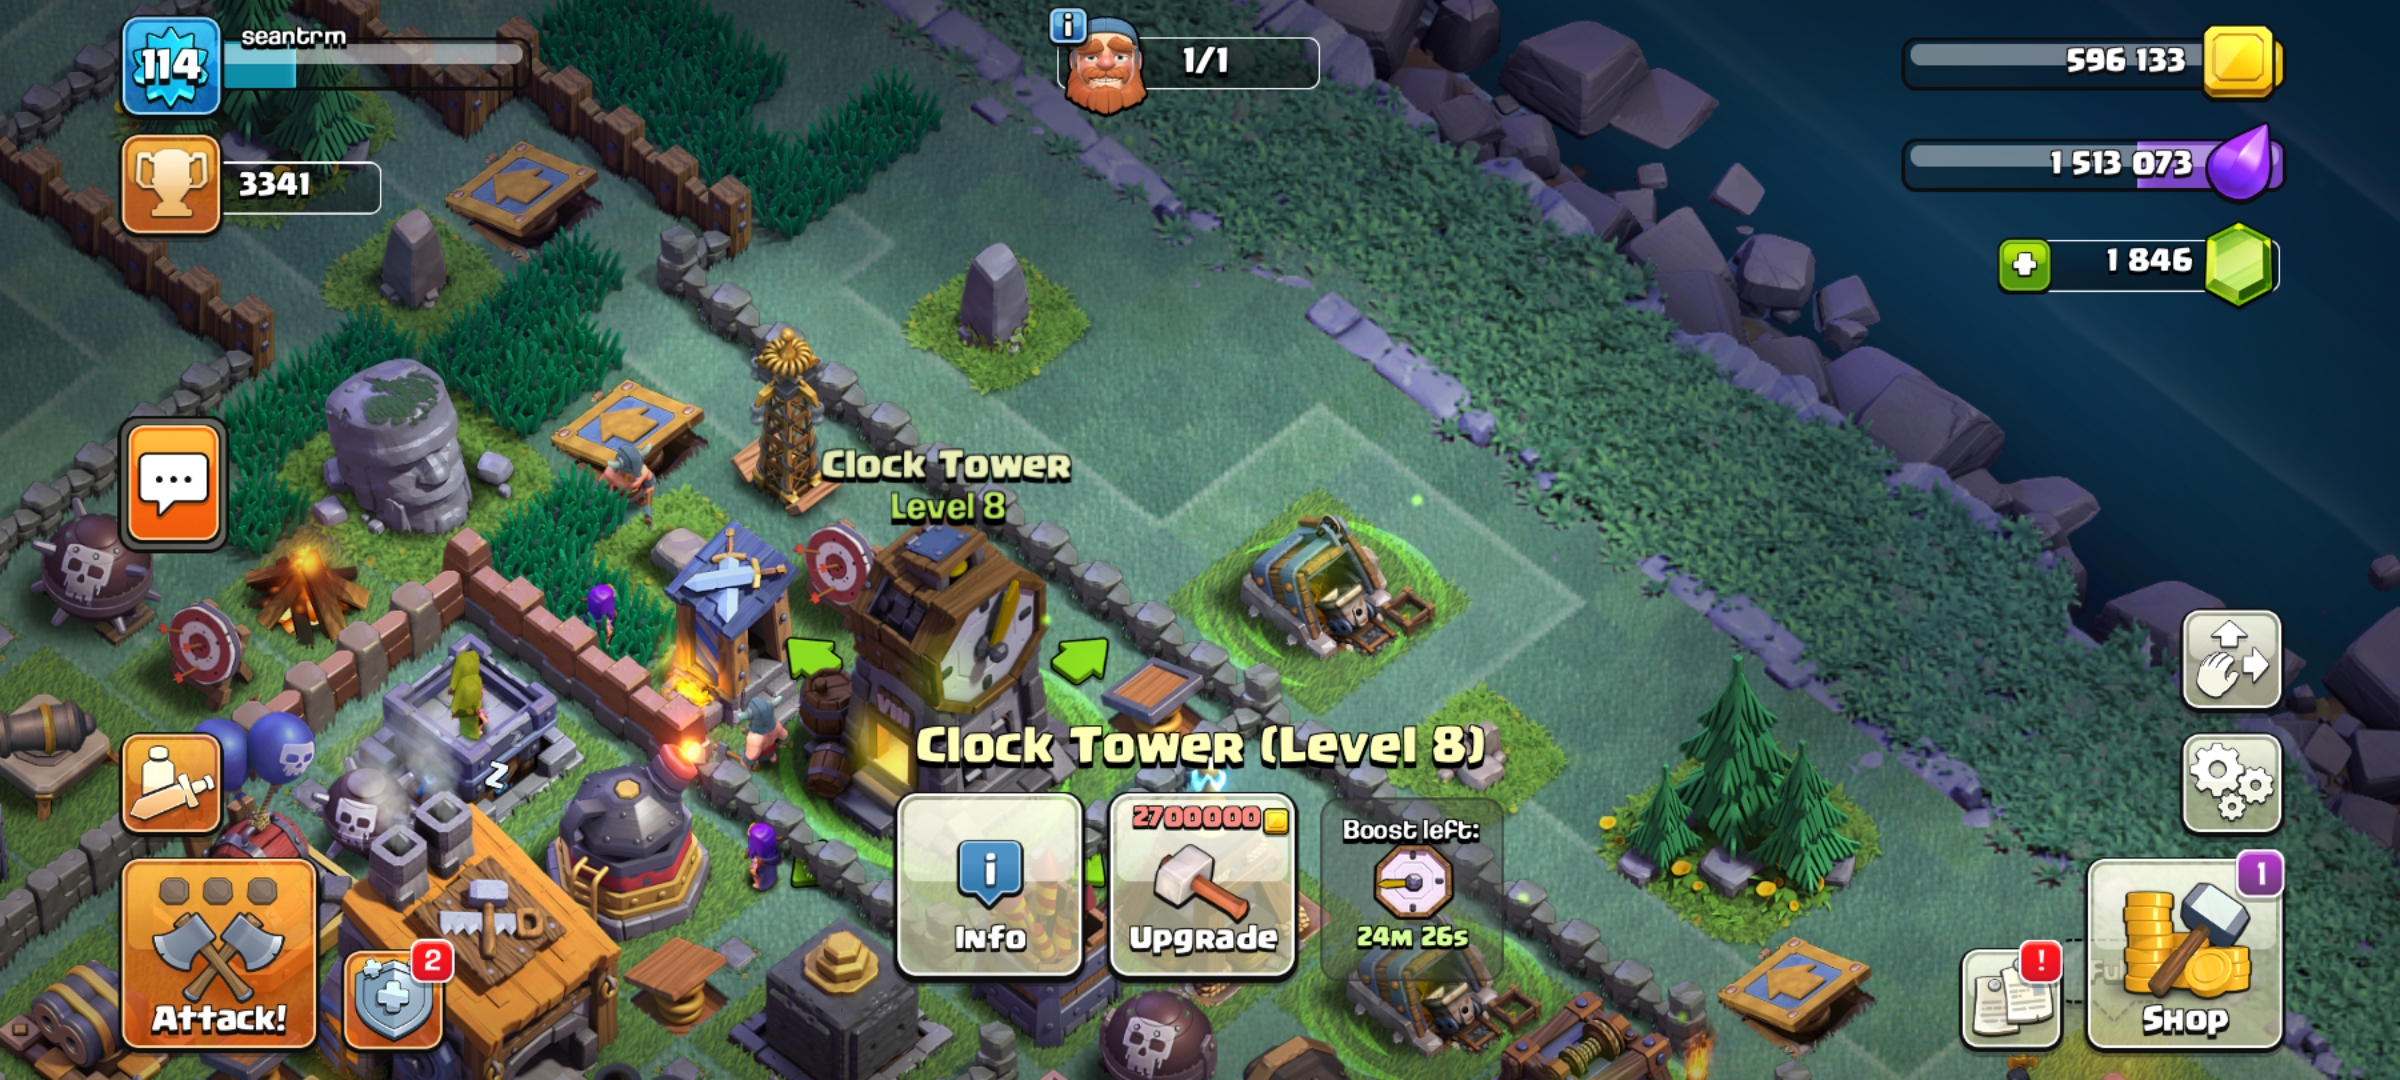 114
seantrm
1/1
596 133
3341
1 513 073
1 846
Clock Tower
Level 8
VM
Z
Z
Clock Tower (Level 8)
2700000
Boost left:
Info
Upgrade
24m 26s
1
2
!
Attack!
Shop